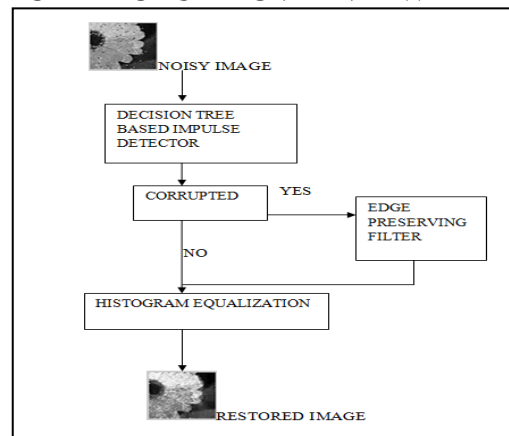 NOISY IMAGE
DECISION TREE
BASED IMPULSE
DETECTOR
CORRUPTED
YES
EDGE
PRESERVING
FILTER
NO
HISTOGRAM EQUALIZATION
RESTORED IMAGE